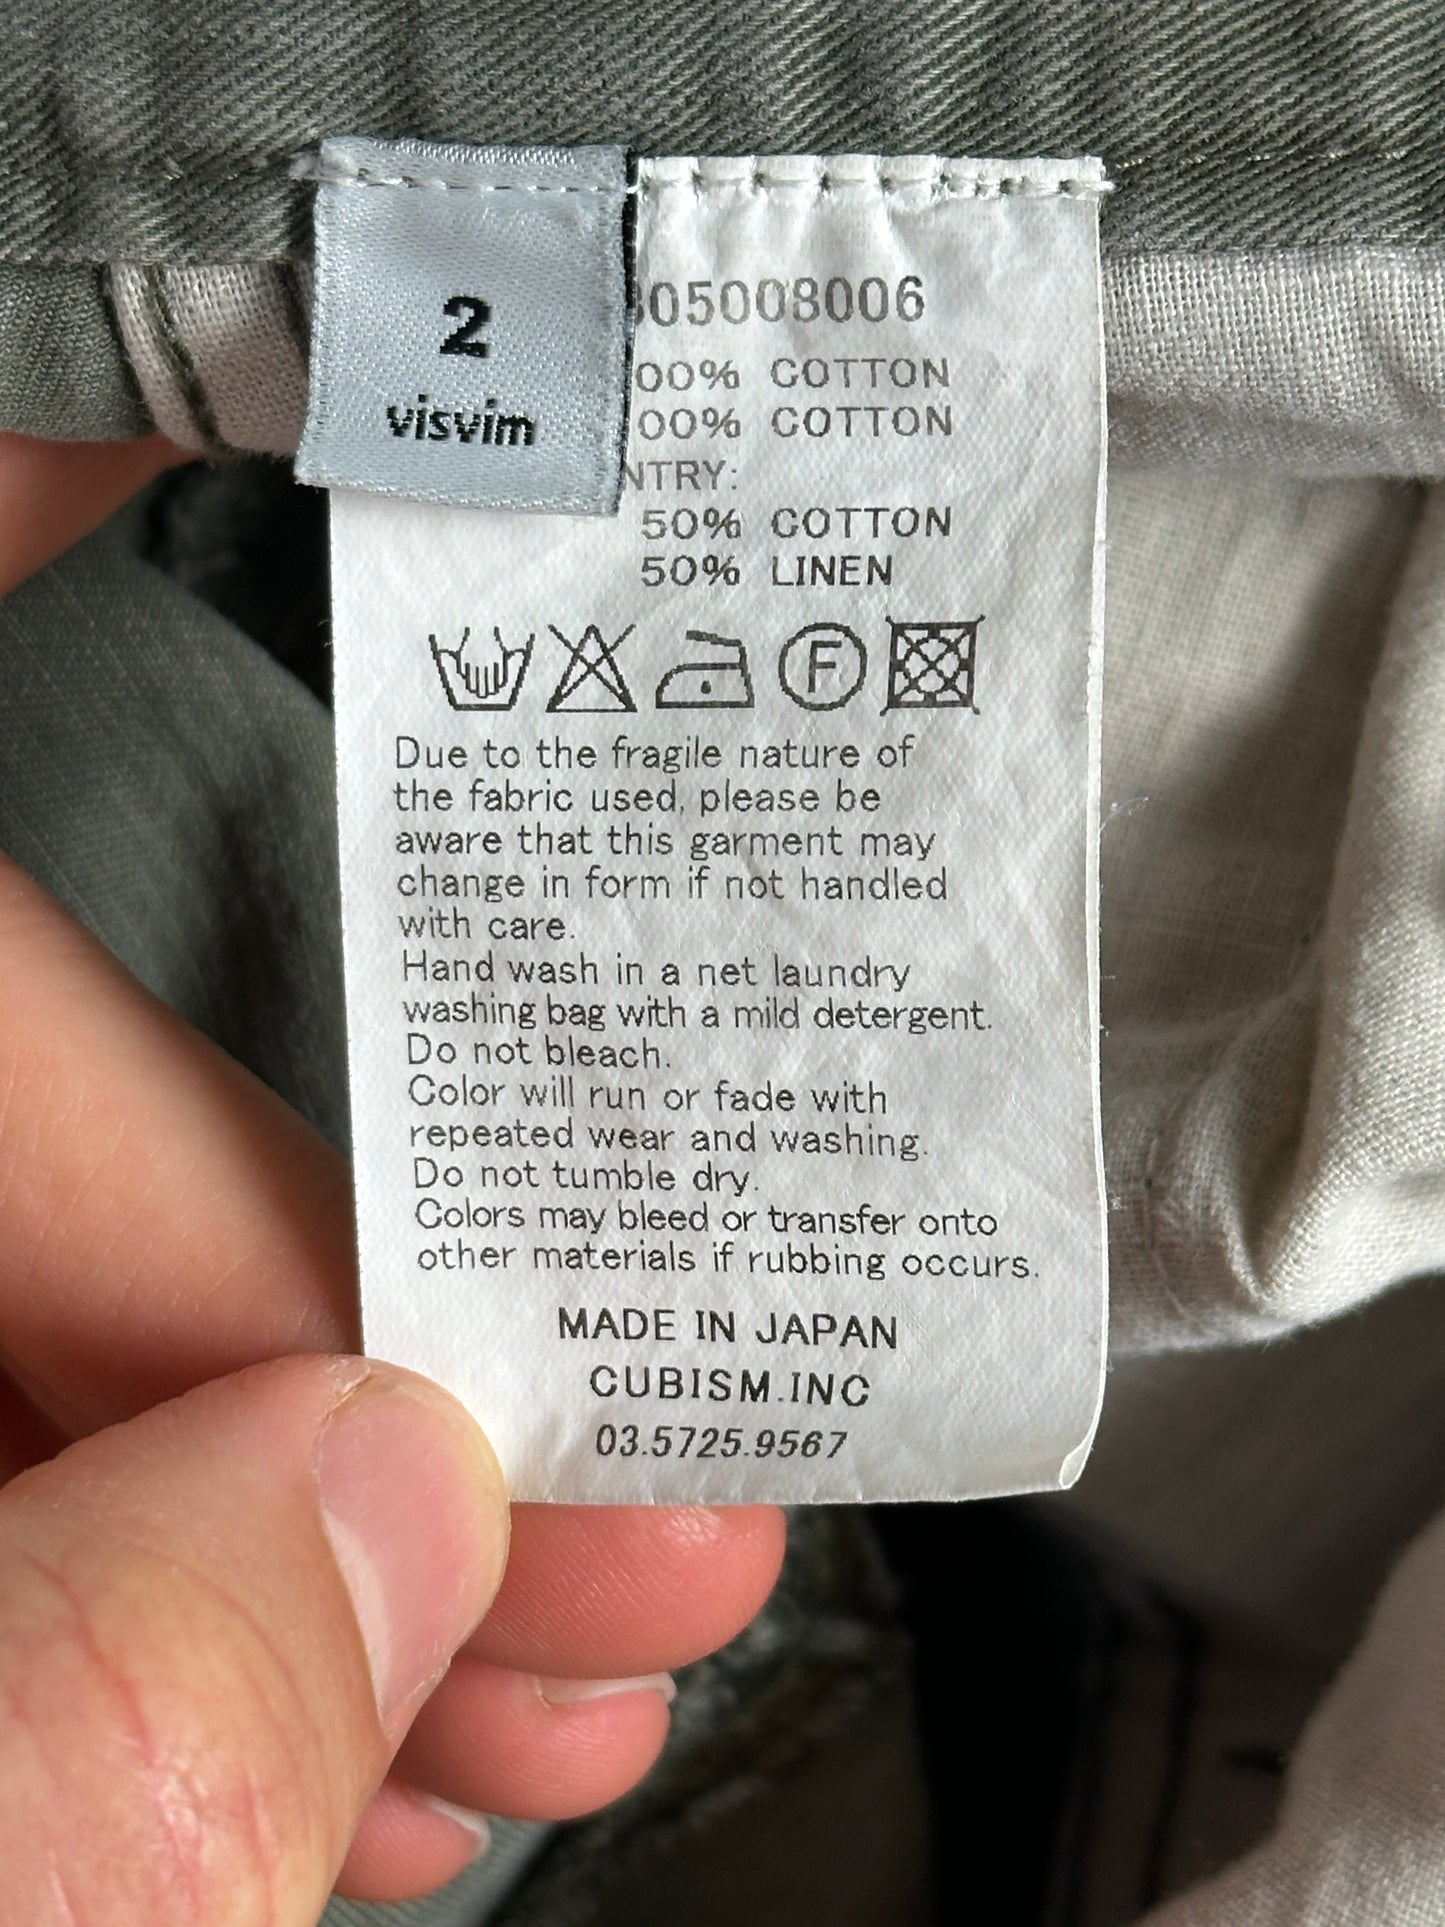 2
visvim
05008006
00% COTTON
00% COTTON
NTRY:
50% COTTON
50% LINEN
F
Due to the fragile nature of
the fabric used, please be
aware that this garment may
change in form if not handled
with care.
Hand wash in a net laundry
washing bag with a mild detergent.
Do not bleach.
Color will run or fade with
repeated wear and washing.
Do not tumble dry.
Colors may bleed or transfer onto
other materials if rubbing occurs.
MADE IN JAPAN
CUBISM.INC
03.5725.9567